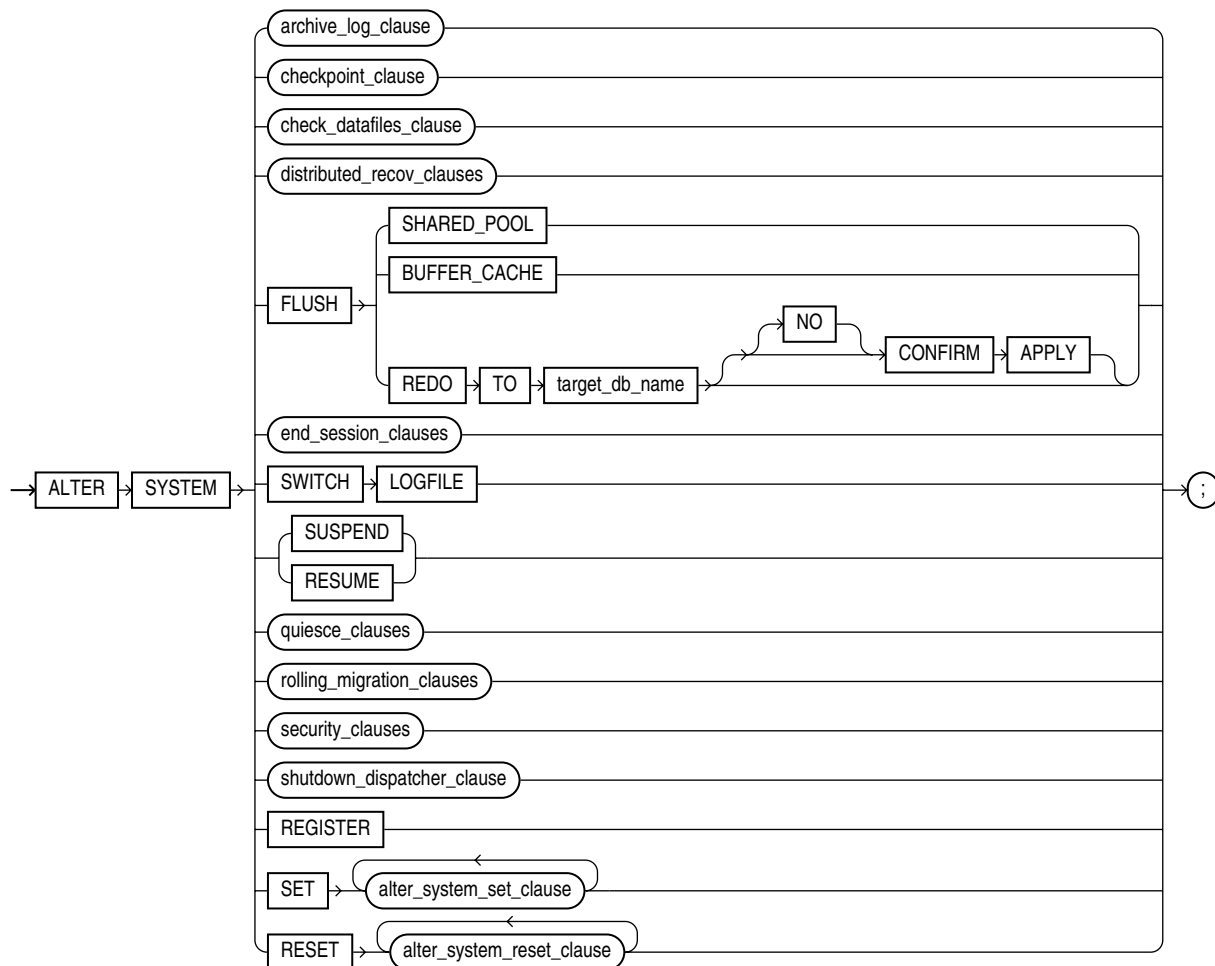 archive_log_clause
checkpoint_clause
check_datafiles_clause
distributed_recov_clauses
SHARED_POOL
BUFFER_CACHE
FLUSH
NO
CONFIRM APPLY
REDO TO target_db_name
end_session_clauses
ALTER SYSTEM SWITCH LOGFILE ;
SUSPEND
RESUME
quiesce_clauses
rolling_migration_clauses
security_clauses
shutdown_dispatcher_clause
REGISTER
SET alter_system_set_clause
RESET alter_system_reset_clause